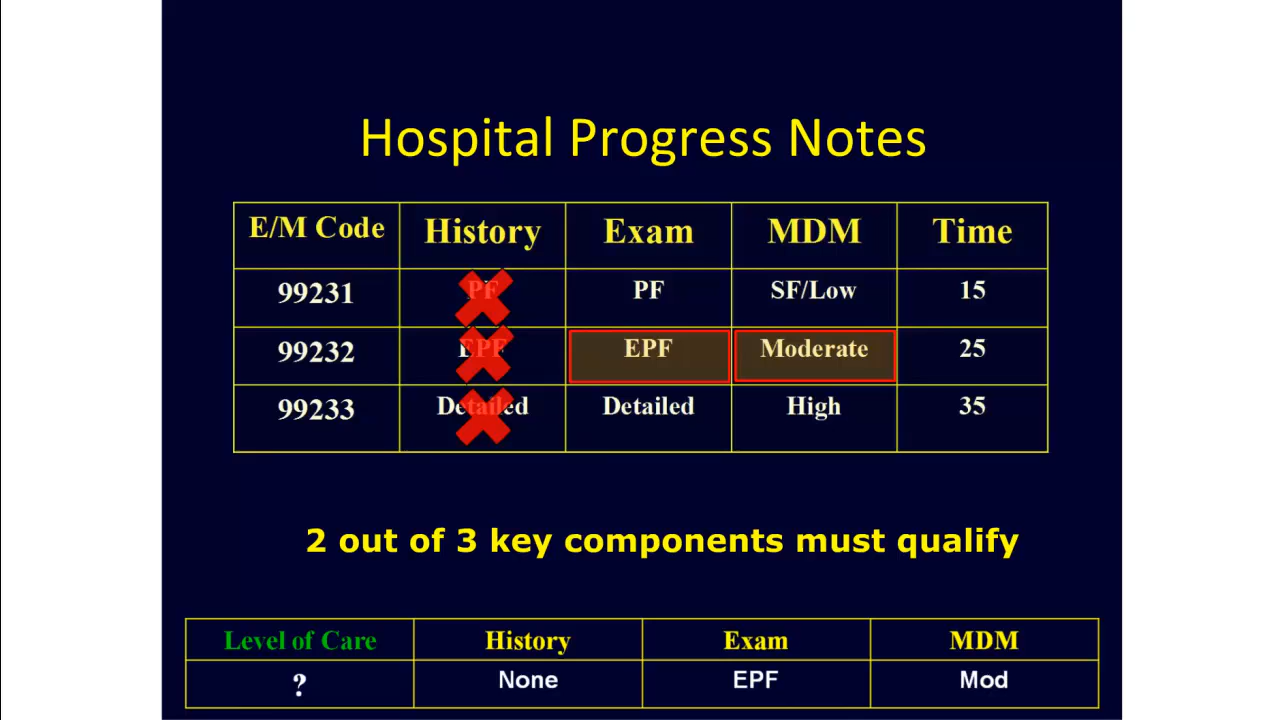 Hospital Progress Notes
E/M Code History Exam MDM Time
99231 PF PF SF/Low 15
99232 EPF EPF Moderate 25
99233 Detailed Detailed High 35
2 out of 3 key components must qualify
Level of Care History Exam MDM
? None EPF Mod